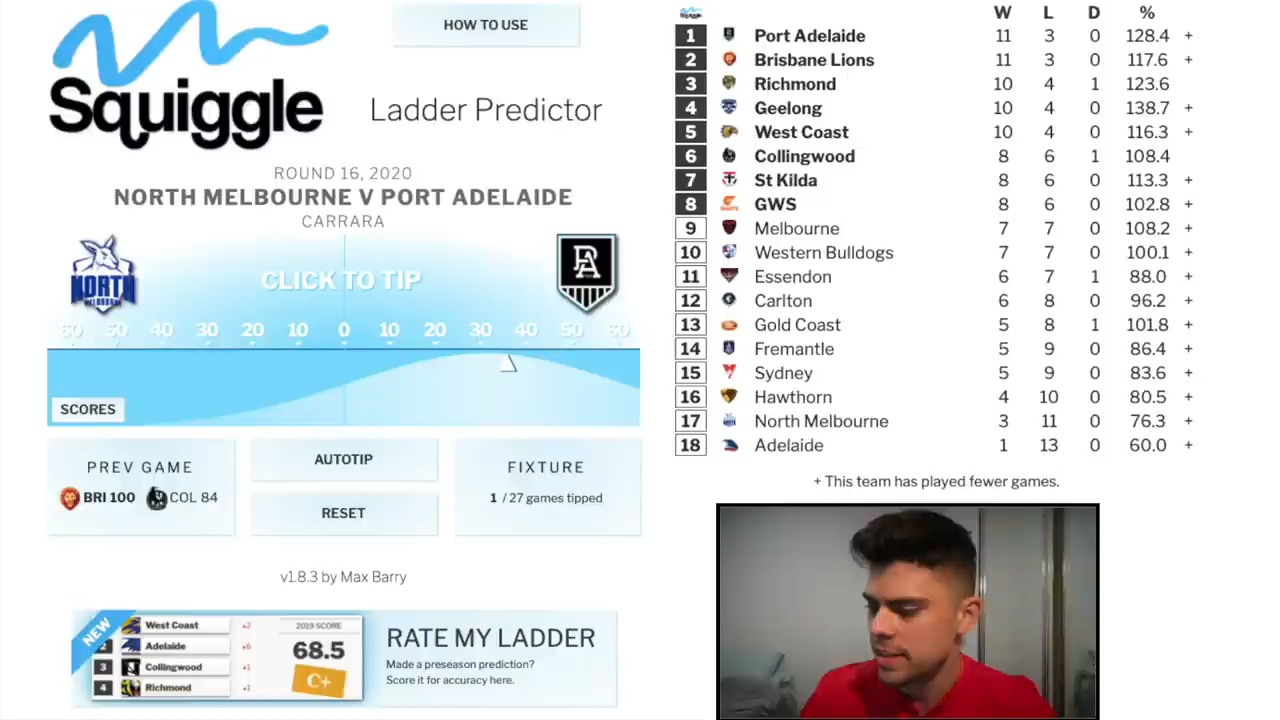 HOW TO USE
Squiggle
Ladder Predictor
ROUND 16, 2020
NORTH MELBOURNE V PORT ADELAIDE
CARRARA
NORTH
MELBOURNE
PA
CLICK TO TIP
60 50 40 30 20 10 0 10 20 30 40 50 60
SCORES
PREV GAME
BRI 100 COL 84
AUTOTIP
RESET
FIXTURE
1 / 27 games tipped
v1.8.3 by Max Barry
NEW
West Coast
2 Adelaide
3 Collingwood
4 Richmond
2019 SCORE
68.5
C+
RATE MY LADDER
Made a preseason prediction?
Score it for accuracy here.
W L D %
1 Port Adelaide 11 3 0 128.4 +
2 Brisbane Lions 11 3 0 117.6 +
3 Richmond 10 4 1 123.6
4 Geelong 10 4 0 138.7 +
5 West Coast 10 4 0 116.3 +
6 Collingwood 8 6 1 108.4
7 St Kilda 8 6 0 113.3 +
8 GWS 8 6 0 102.8 +
9 Melbourne 7 7 0 108.2 +
10 Western Bulldogs 7 7 0 100.1 +
11 Essendon 6 7 1 88.0 +
12 Carlton 6 8 0 96.2 +
13 Gold Coast 5 8 1 101.8 +
14 Fremantle 5 9 0 86.4 +
15 Sydney 5 9 0 83.6 +
16 Hawthorn 4 10 0 80.5 +
17 North Melbourne 3 11 0 76.3 +
18 Adelaide 1 13 0 60.0 +
+ This team has played fewer games.